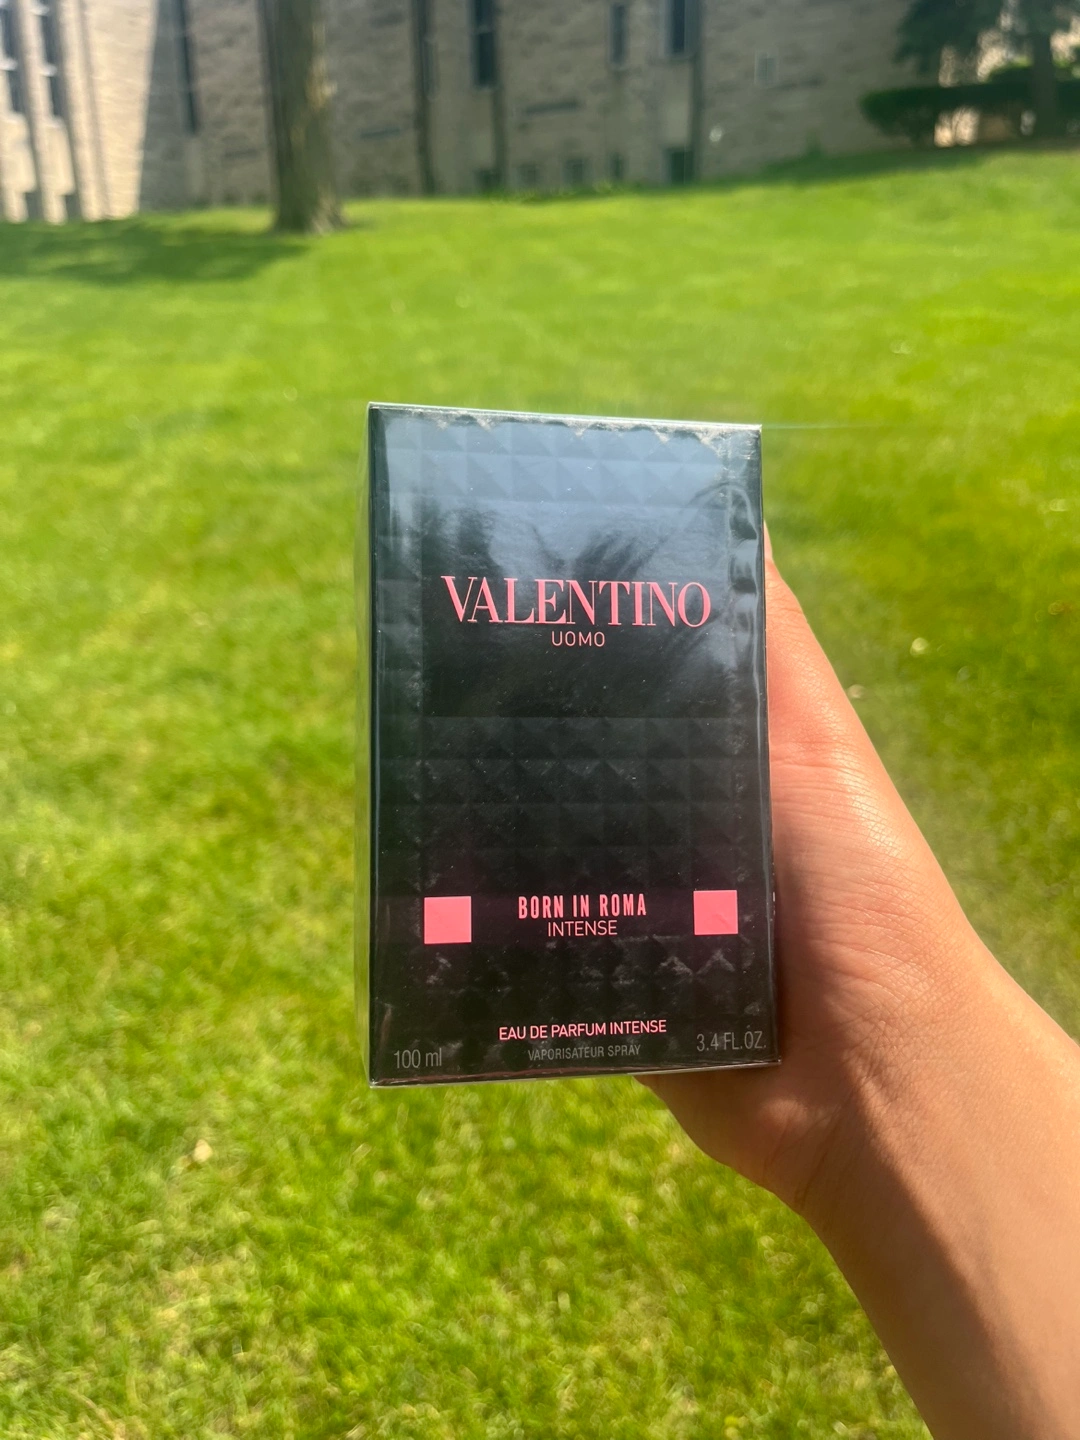 VALENTINO
UOMO
BORN IN ROMA
INTENSE
EAU DE PARFUM INTENSE
100 ml VAPORISATEUR SPRAY 3.4 FL.OZ.